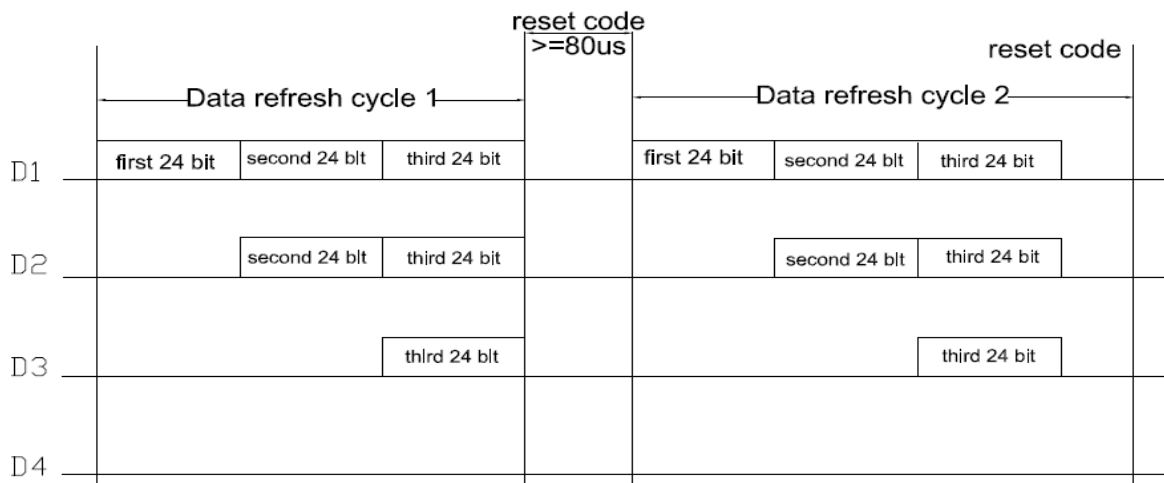 reset code
>=80us
reset code
Data refresh cycle 1
Data refresh cycle 2
D1 first 24 bit second 24 blt third 24 bit first 24 bit second 24 blt third 24 bit
D2 second 24 blt third 24 bit second 24 blt third 24 bit
D3 thlrd 24 blt third 24 bit
D4